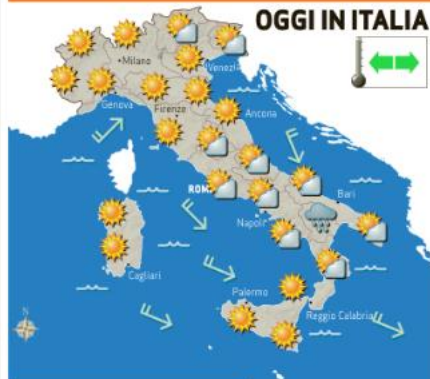 OGGI IN ITALIA
Milano
Venezia
Genova
Firenze
Ancona
ROMA
Bari
Napoli
Cagliari
Palermo
Reggio Calabria
N